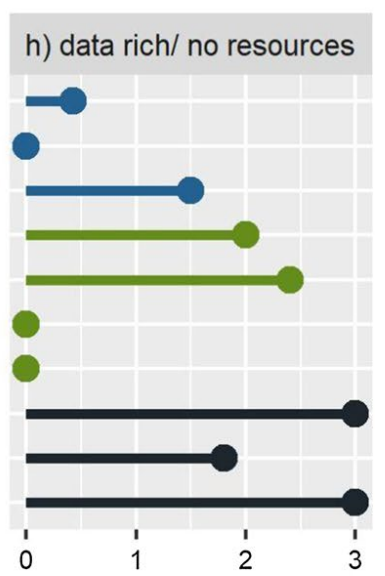 h) data rich/ no resources
0 1 2 3